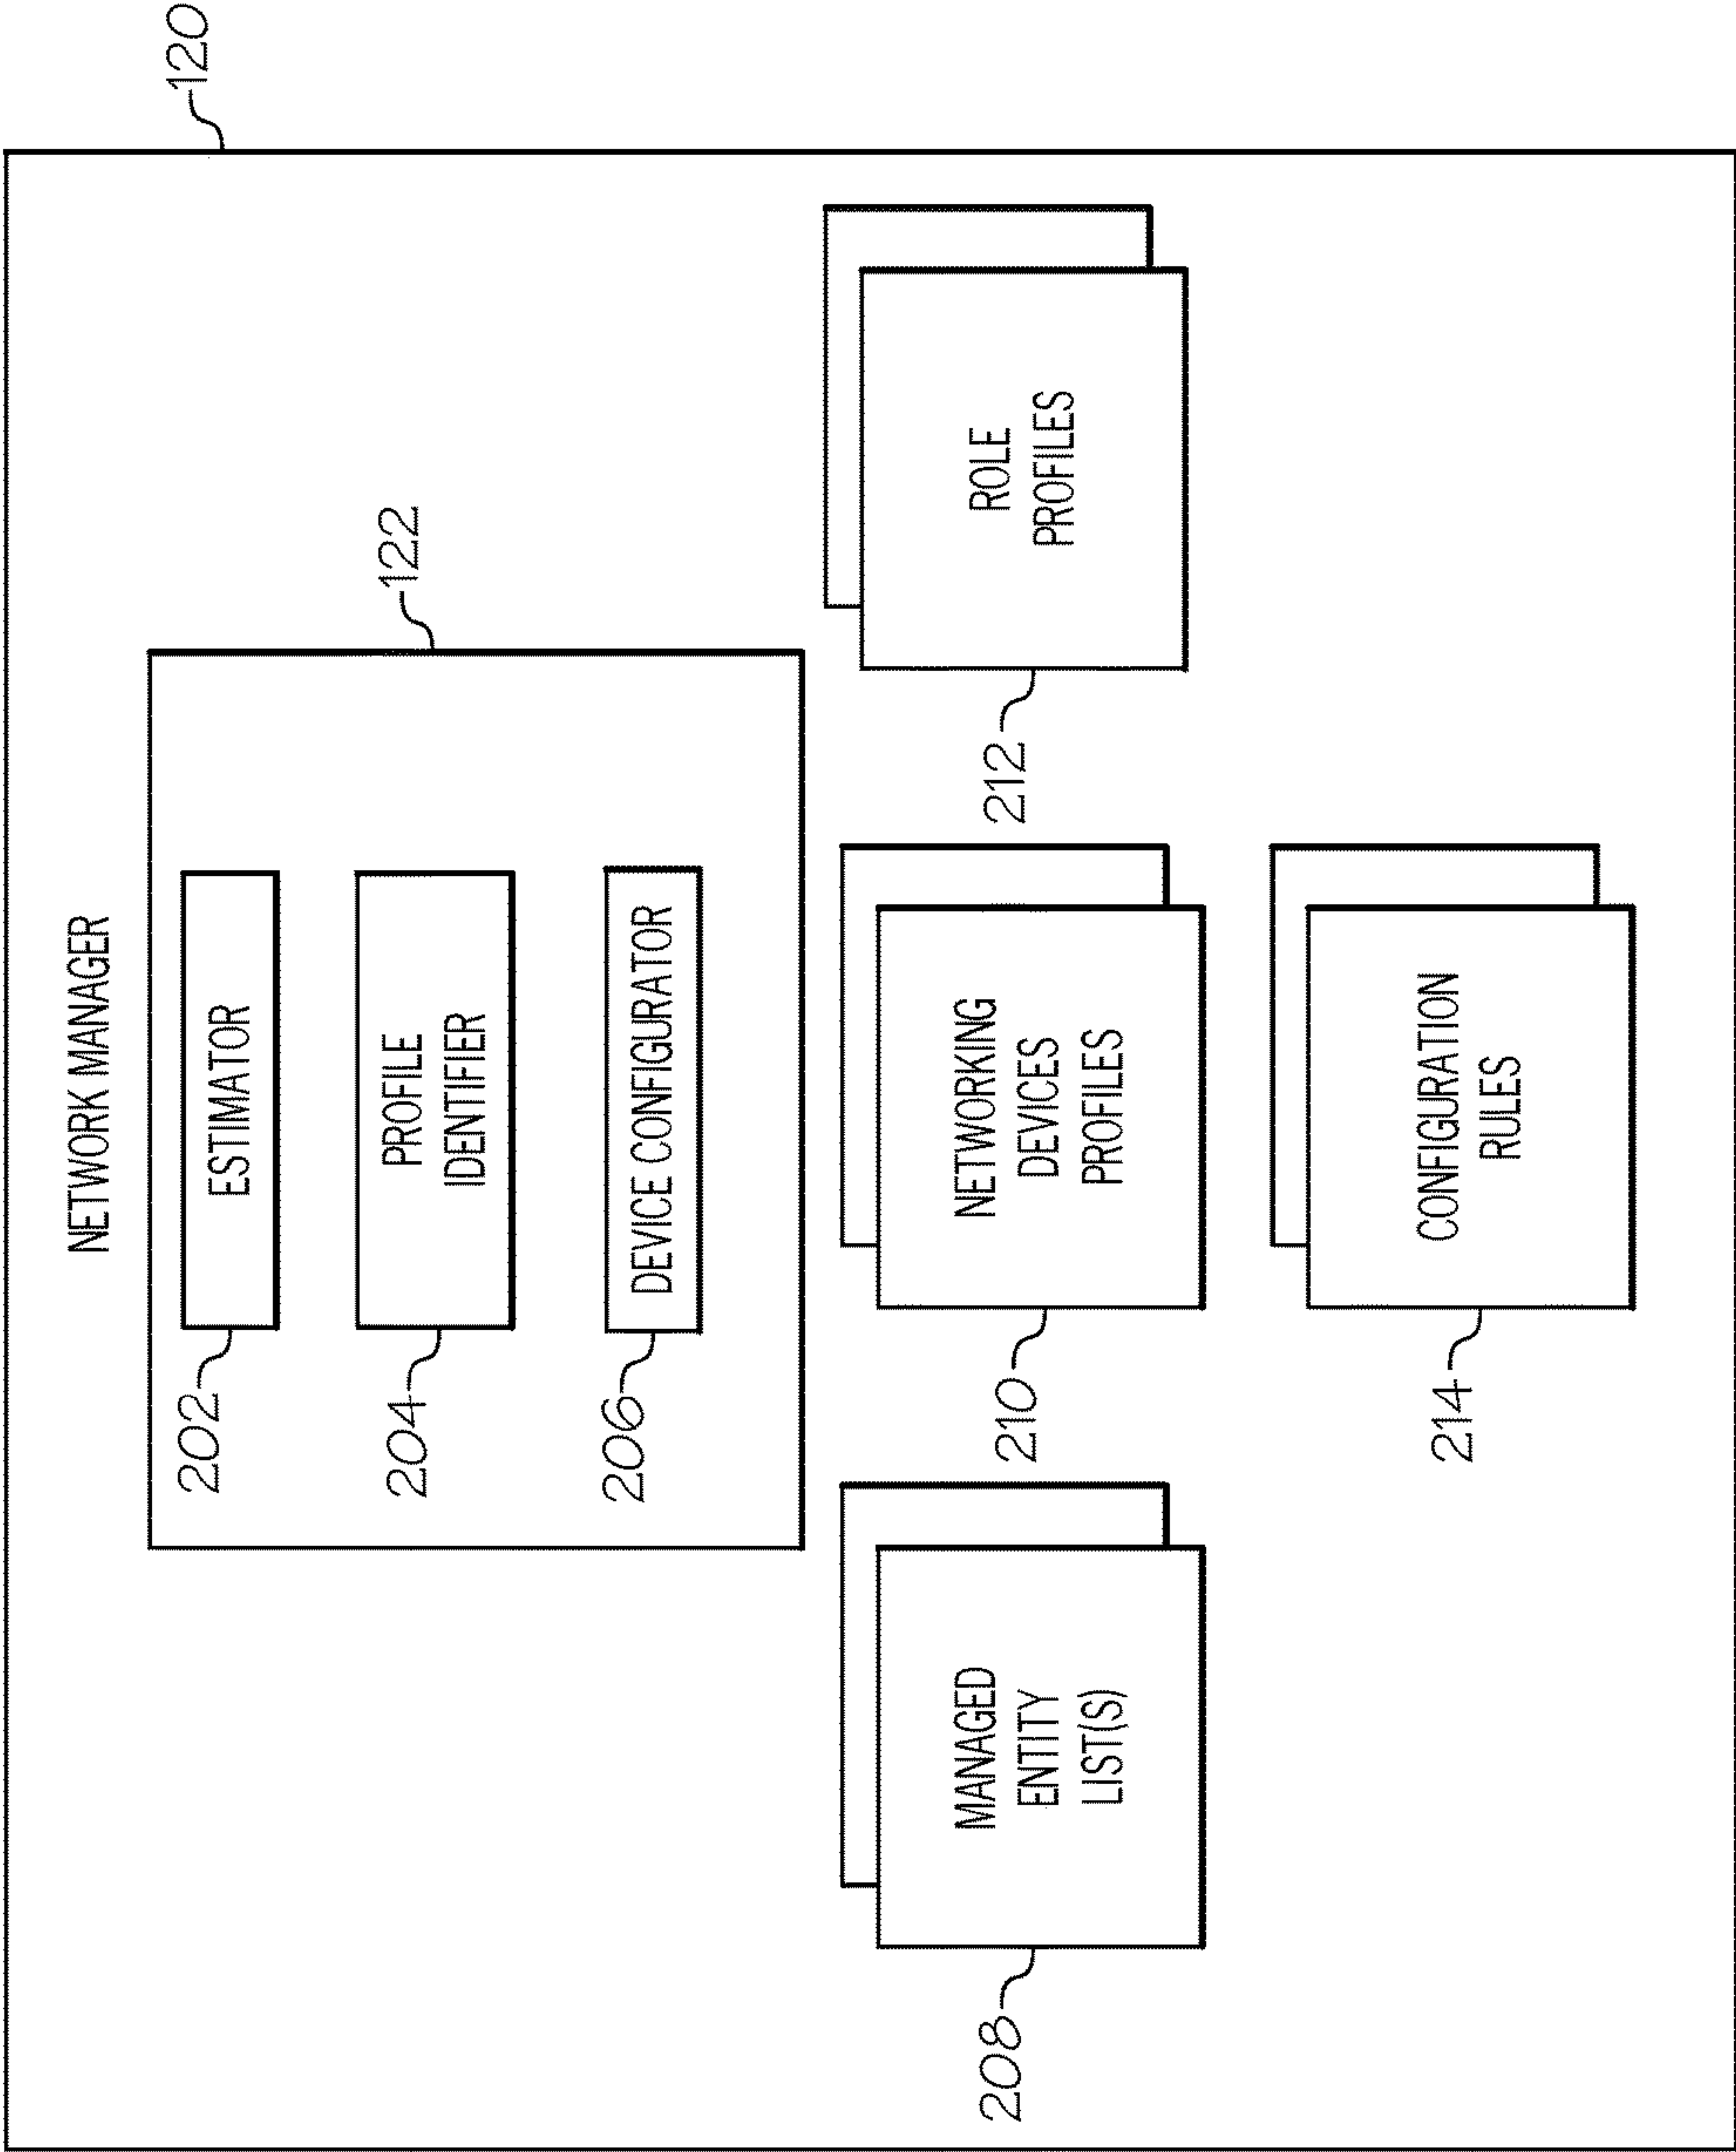 120
NETWORK MANAGER
122
202
ESTIMATOR
204
PROFILE
IDENTIFIER
206
DEVICE CONFIGURATOR
208
MANAGED
ENTITY
LIST(S)
210
NETWORKING
DEVICES
PROFILES
212
ROLE
PROFILES
214
CONFIGURATION
RULES